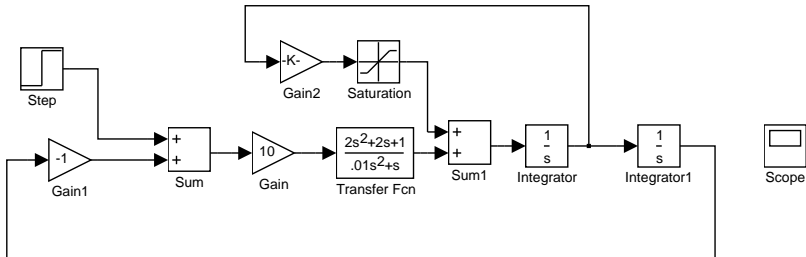 -K-
Gain2
Saturation
Step
-1
Gain1
+
+
Sum
10
Gain
2s²+2s+1
.01s²+s
Transfer Fcn
+
+
Sum1
1
s
Integrator
1
s
Integrator1
Scope